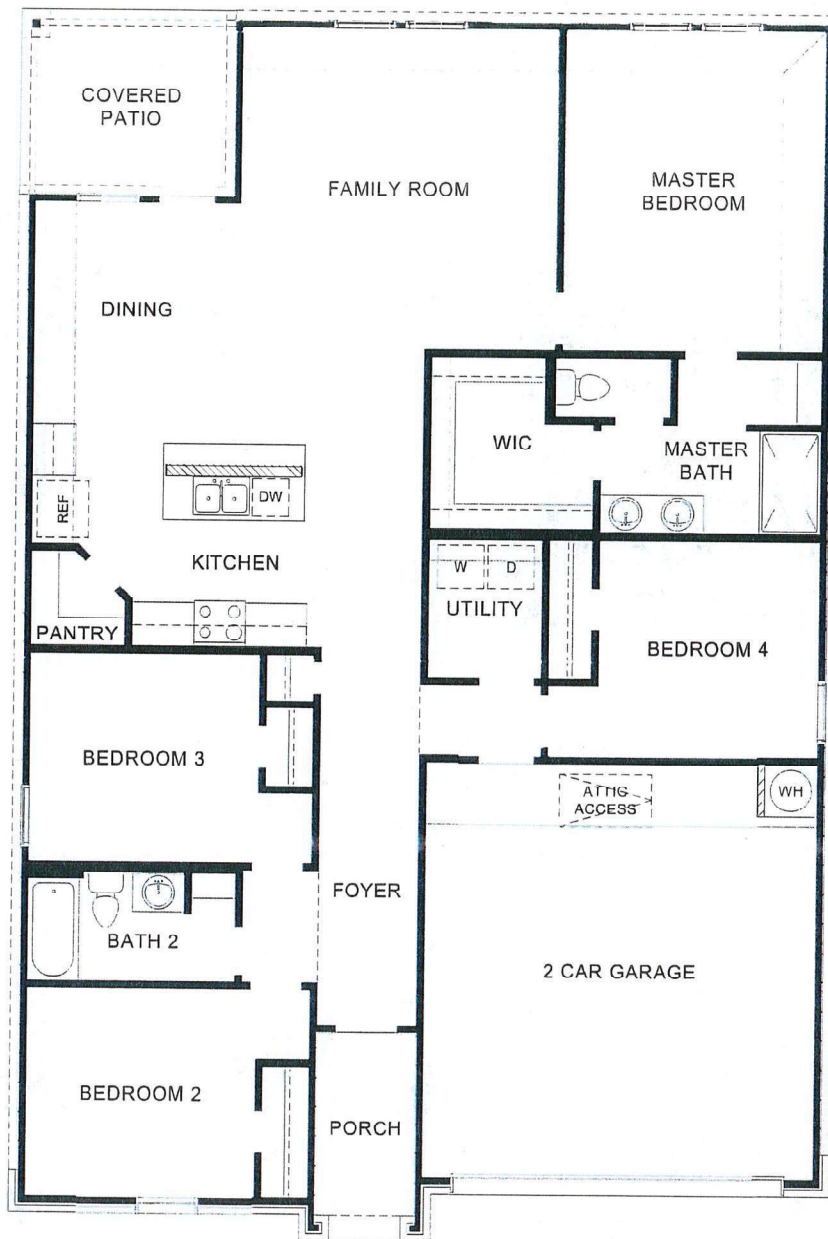 COVERED
PATIO
FAMILY ROOM
MASTER
BEDROOM
DINING
WIC
MASTER
BATH
REF
DW
KITCHEN
W
D
PANTRY
UTILITY
BEDROOM 4
BEDROOM 3
ATTIC
ACCESS
WH
FOYER
BATH 2
2 CAR GARAGE
BEDROOM 2
PORCH